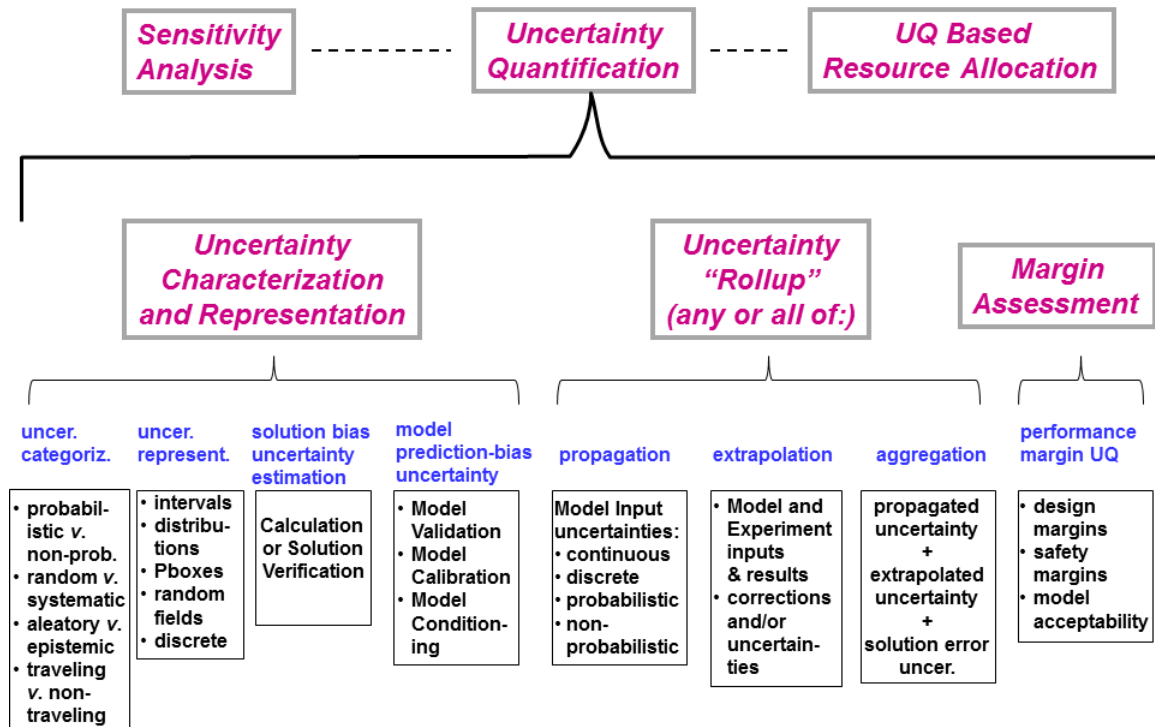 Sensitivity
Analysis
Uncertainty
Quantification
UQ Based
Resource Allocation
Uncertainty
Characterization
and Representation
Uncertainty
“Rollup”
(any or all of:)
Margin
Assessment
uncer.
categoriz.
uncer.
represent.
solution bias
uncertainty
estimation
model
prediction-bias
uncertainty
propagation
extrapolation
aggregation
performance
margin UQ
• probabil-
istic v.
non-prob.
• random v.
systematic
• aleatory v.
epistemic
• traveling
v. non-
traveling
• intervals
• distribu-
tions
• Pboxes
• random
fields
• discrete
Calculation
or Solution
Verification
• Model
Validation
• Model
Calibration
• Model
Condition-
ing
Model Input
uncertainties:
• continuous
• discrete
• probabilistic
• non-
probabilistic
• Model and
Experiment
inputs
& results
• corrections
and/or
uncertain-
ties
propagated
uncertainty
+
extrapolated
uncertainty
+
solution error
uncer.
• design
margins
• safety
margins
• model
acceptability